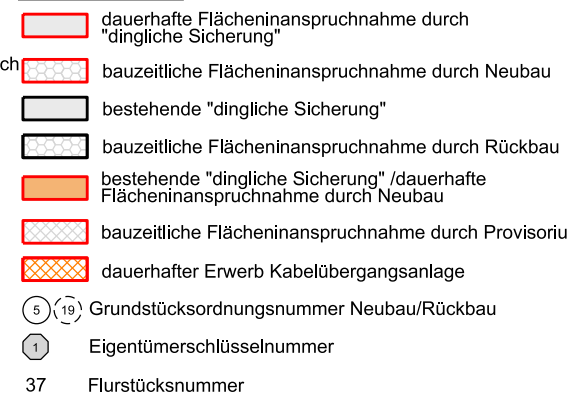 dauerhafte Flächeninanspruchnahme durch
"dingliche Sicherung"
ch
bauzeitliche Flächeninanspruchnahme durch Neubau
bestehende "dingliche Sicherung"
bauzeitliche Flächeninanspruchnahme durch Rückbau
bestehende "dingliche Sicherung" /dauerhafte
Flächeninanspruchnahme durch Neubau
bauzeitliche Flächeninanspruchnahme durch Provisoriu
dauerhafter Erwerb Kabelübergangsanlage
5 19 Grundstücksordnungsnummer Neubau/Rückbau
1 Eigentümerschlüsselnummer
37 Flurstücksnummer